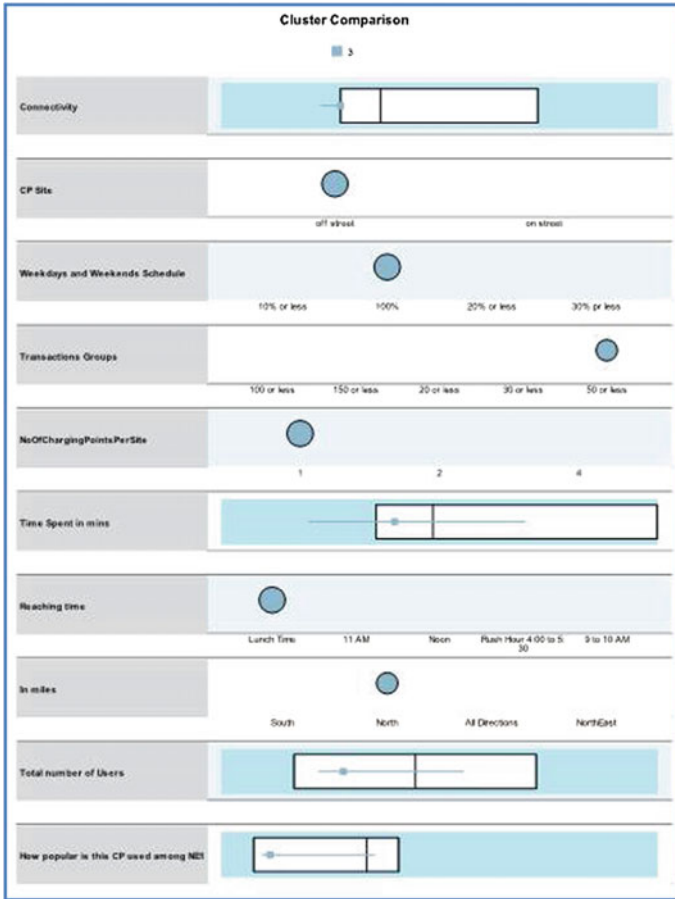 Cluster Comparison
3
Connectivity
CP Site
off street on street
Weekdays and Weekends Schedule
10% or less 100% 20% or less 30% or less
Transactions Groups
100 or less 150 or less 20 or less 30 or less 50 or less
NoOfChargingPointsPerSite
1 2 4
Time Spent in mins
Reaching time
Lunch Time 11 AM Noon Rush Hour 4:00 to 5: 9 to 10 AM
30
In miles
South North All Directions NorthEast
Total number of Users
How popular is this CP used among